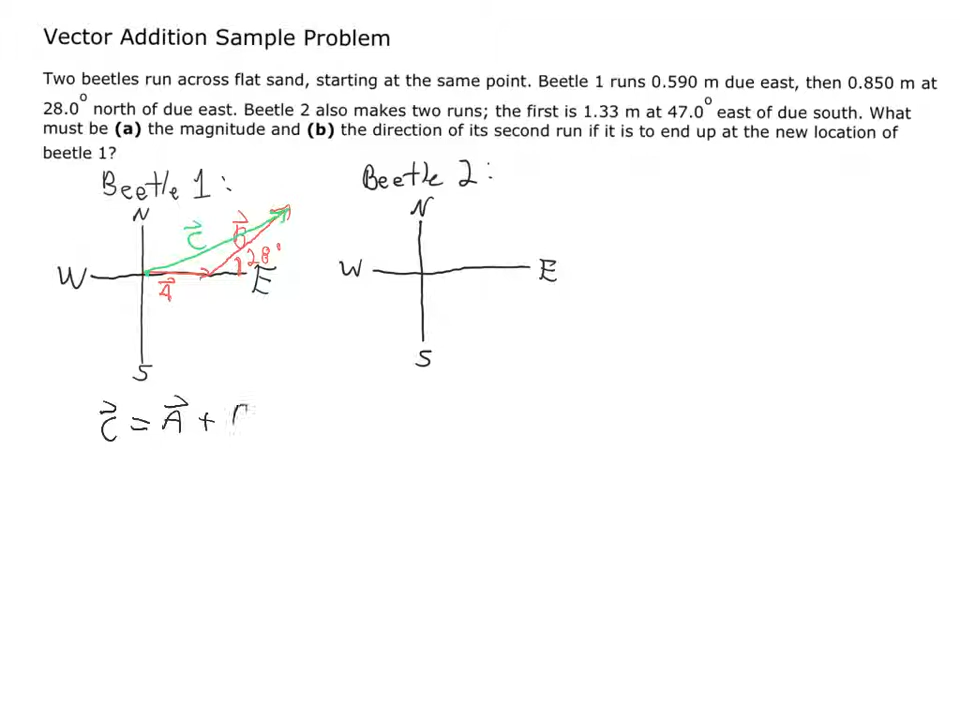 Vector Addition Sample Problem
Two beetles run across flat sand, starting at the same point. Beetle 1 runs 0.590 m due east, then 0.850 m at
28.0° north of due east. Beetle 2 also makes two runs; the first is 1.33 m at 47.0° east of due south. What
must be (a) the magnitude and (b) the direction of its second run if it is to end up at the new location of
beetle 1?
Beetle 1:
Beetle 2:
N
C⃗ B⃗
28°
W E
A⃗
S
N
W E
S
C⃗ = A⃗ +